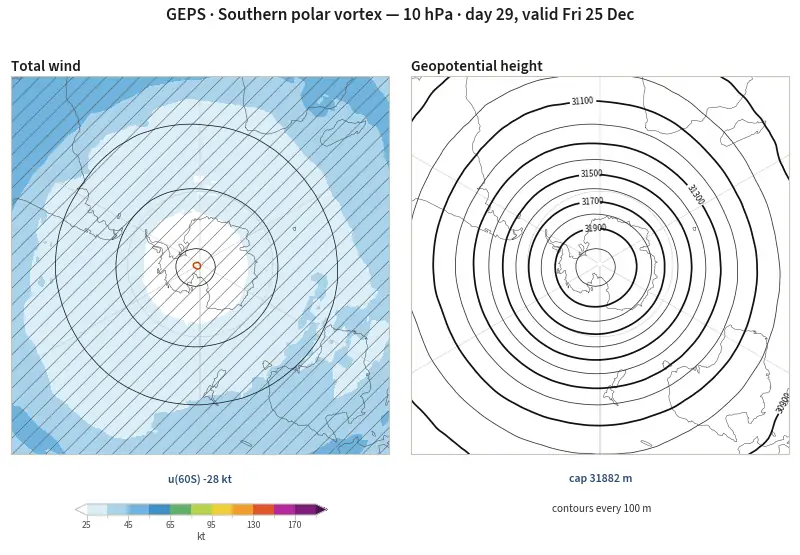 GEPS · Southern polar vortex — 10 hPa · day 29, valid Fri 25 Dec
Total wind
Geopotential height
31100
31500
31300
31700
31900
30900
u(60S) -28 kt
cap 31882 m
contours every 100 m
25 45 65 95 130 170
kt